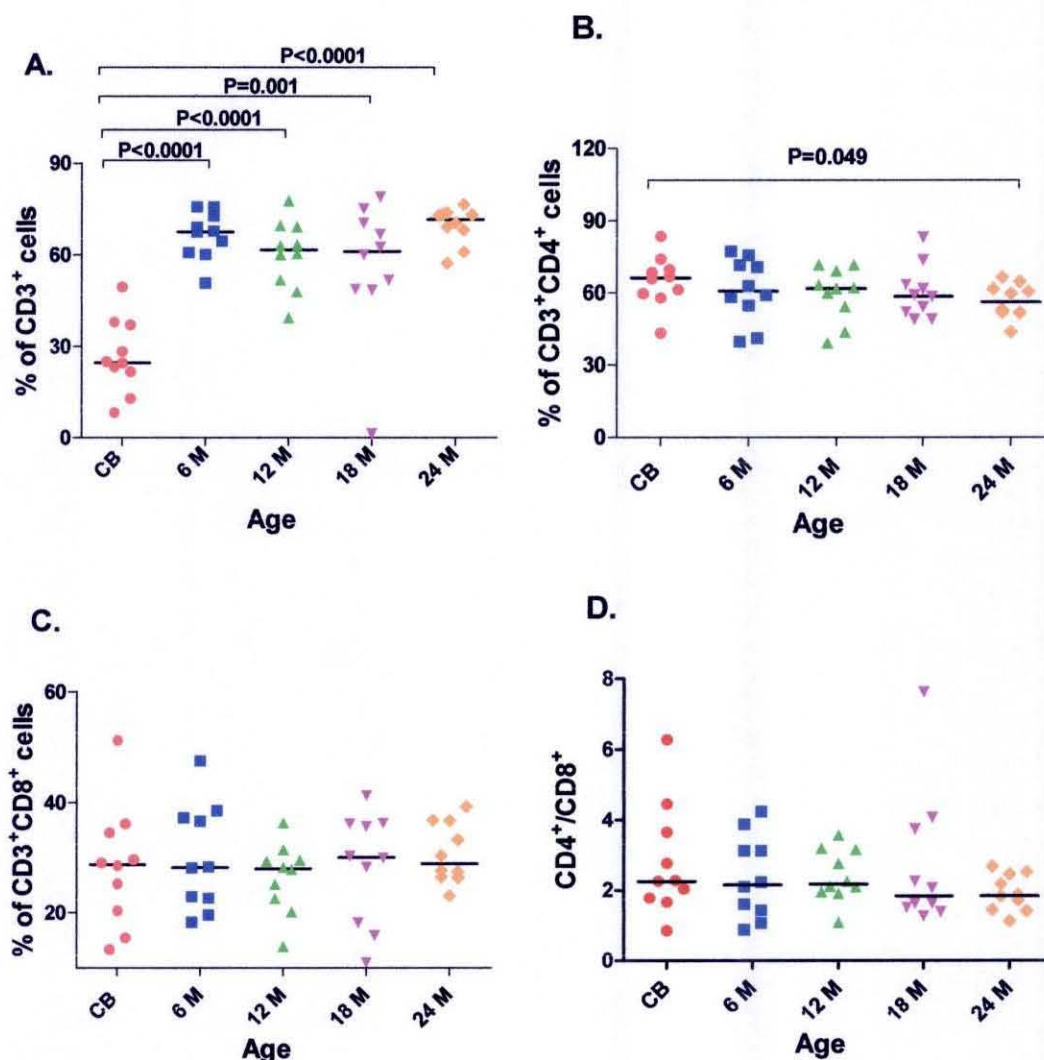 A.
P<0.0001
P=0.001
P<0.0001
P<0.0001
% of CD3⁺ cells
90
60
30
0
CB
6 M
12 M
18 M
24 M
Age
B.
P=0.049
% of CD3⁺CD4⁺ cells
120
90
60
30
0
CB
6 M
12 M
18 M
24 M
Age
C.
% of CD3⁺CD8⁺ cells
60
40
20
CB
6 M
12 M
18 M
24 M
Age
D.
CD4⁺/CD8⁺
8
6
4
2
0
CB
6 M
12 M
18 M
24 M
Age